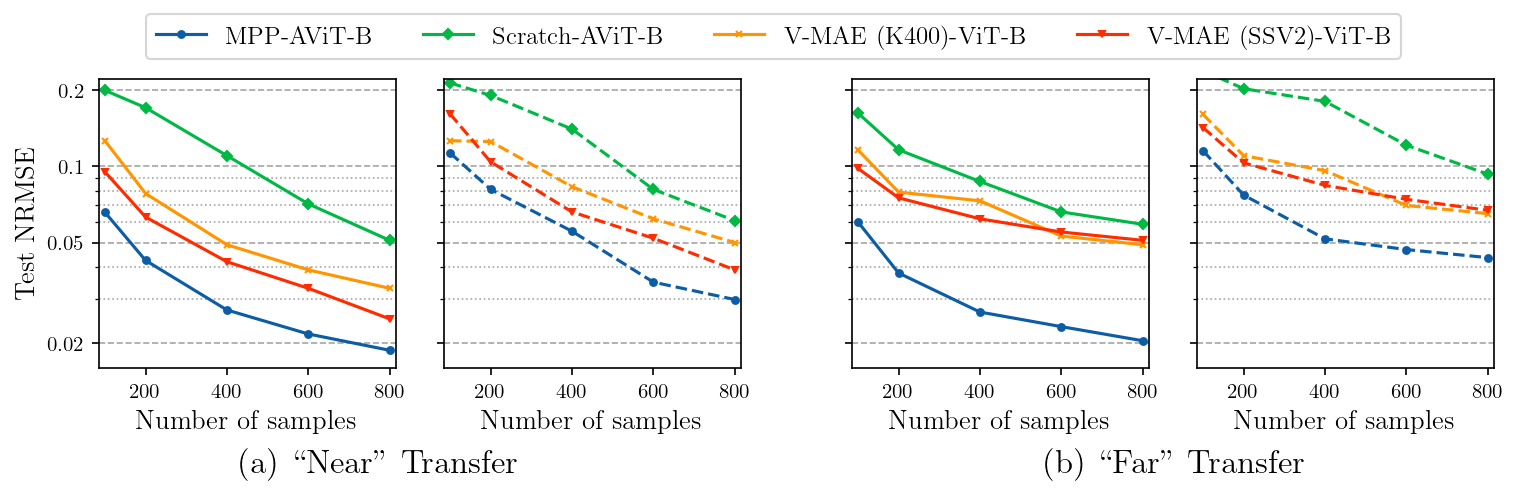 MPP-AViT-B Scratch-AViT-B V-MAE (K400)-ViT-B V-MAE (SSV2)-ViT-B
Test NRMSE
0.2
0.1
0.05
0.02
200 400 600 800 200 400 600 800 200 400 600 800 200 400 600 800
Number of samples Number of samples Number of samples Number of samples
(a) “Near” Transfer (b) “Far” Transfer